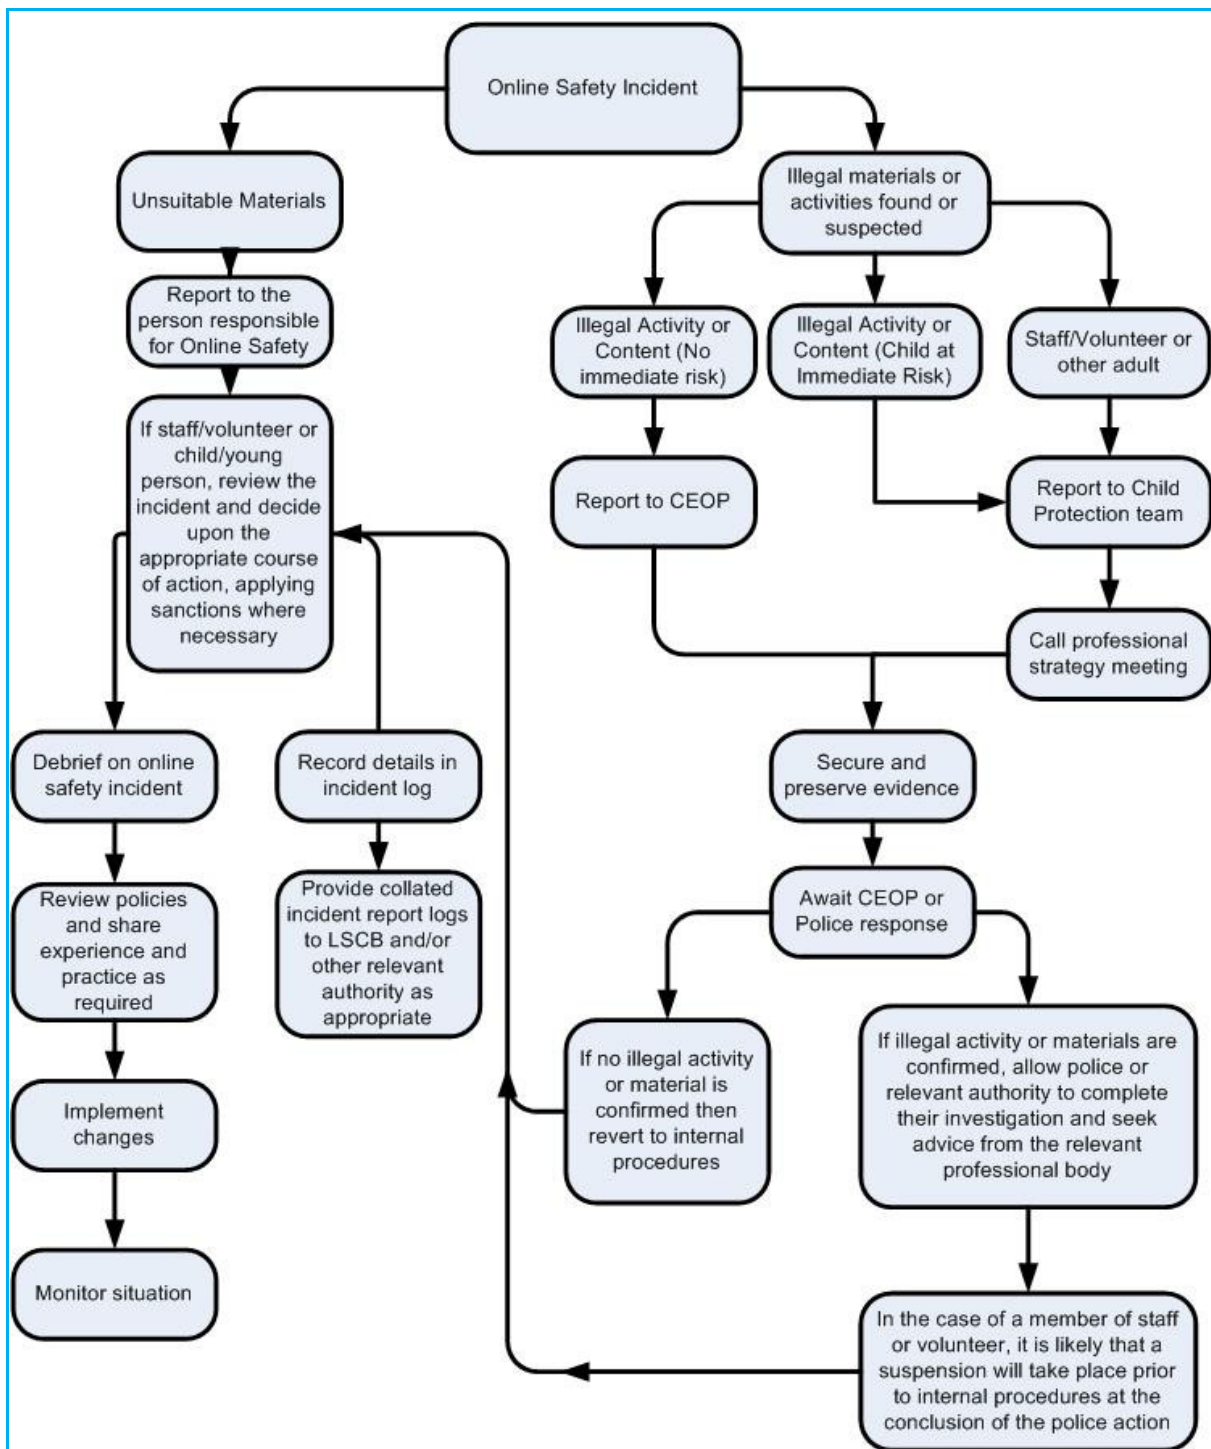 Online Safety Incident
Unsuitable Materials
Report to the
person responsible
for Online Safety
If staff/volunteer or
child/young
person, review the
incident and decide
upon the
appropriate course
of action, applying
sanctions where
necessary
Debrief on online
safety incident
Review policies
and share
experience and
practice as
required
Implement
changes
Monitor situation
Record details in
incident log
Provide collated
incident report logs
to LSCB and/or
other relevant
authority as
appropriate
Illegal materials or
activities found or
suspected
Illegal Activity or
Content (No
immediate risk)
Illegal Activity or
Content (Child at
Immediate Risk)
Staff/Volunteer or
other adult
Report to CEOP
Report to Child
Protection team
Call professional
strategy meeting
Secure and
preserve evidence
Await CEOP or
Police response
If no illegal activity
or material is
confirmed then
revert to internal
procedures
If illegal activity or materials are
confirmed, allow police or
relevant authority to complete
their investigation and seek
advice from the relevant
professional body
In the case of a member of staff
or volunteer, it is likely that a
suspension will take place prior
to internal procedures at the
conclusion of the police action